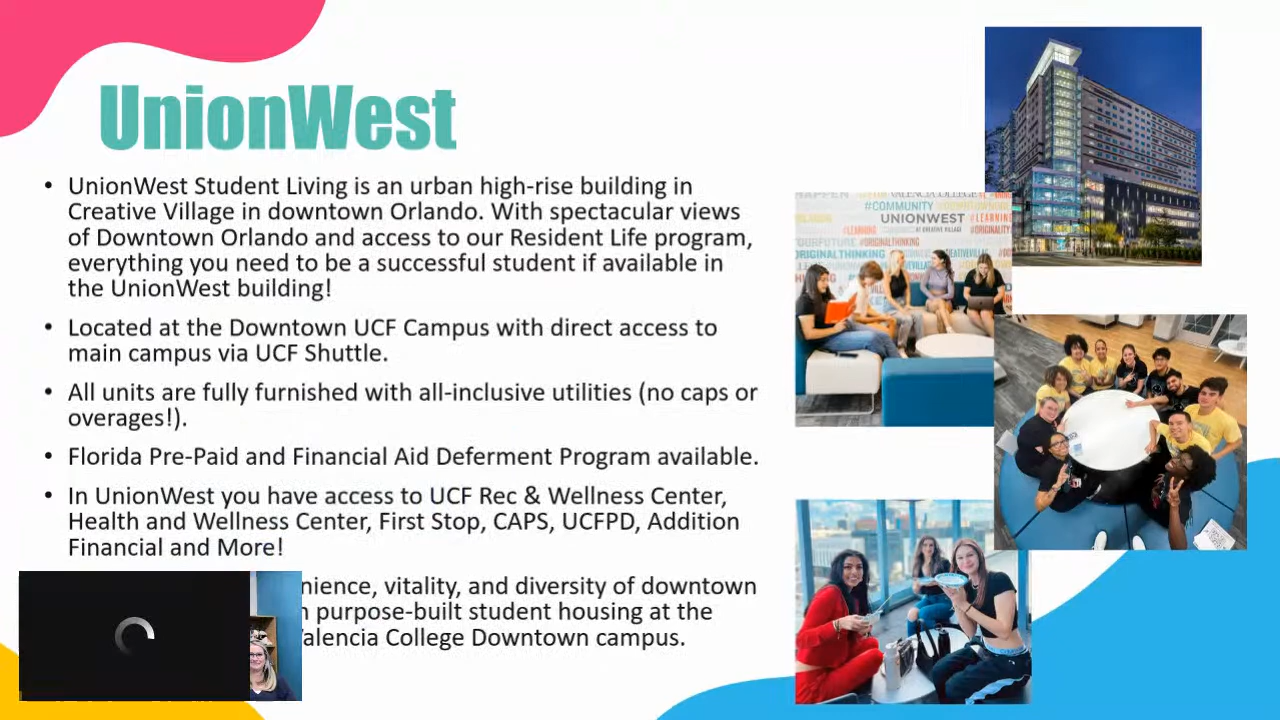 UnionWest
• UnionWest Student Living is an urban high-rise building in
Creative Village in downtown Orlando. With spectacular views
of Downtown Orlando and access to our Resident Life program,
everything you need to be a successful student if available in
the UnionWest building!
• Located at the Downtown UCF Campus with direct access to
main campus via UCF Shuttle.
• All units are fully furnished with all-inclusive utilities (no caps or
overages!).
• Florida Pre-Paid and Financial Aid Deferment Program available.
• In UnionWest you have access to UCF Rec & Wellness Center,
Health and Wellness Center, First Stop, CAPS, UCFPD, Addition
Financial and More!
nience, vitality, and diversity of downtown
purpose-built student housing at the
alencia College Downtown campus.
VALENCIA COLLEGE
#COMMUNITY
UNIONWEST
#LEARNING
AT CREATIVE VILLAGE
#LEARNING
#ORIGINALTHINKING